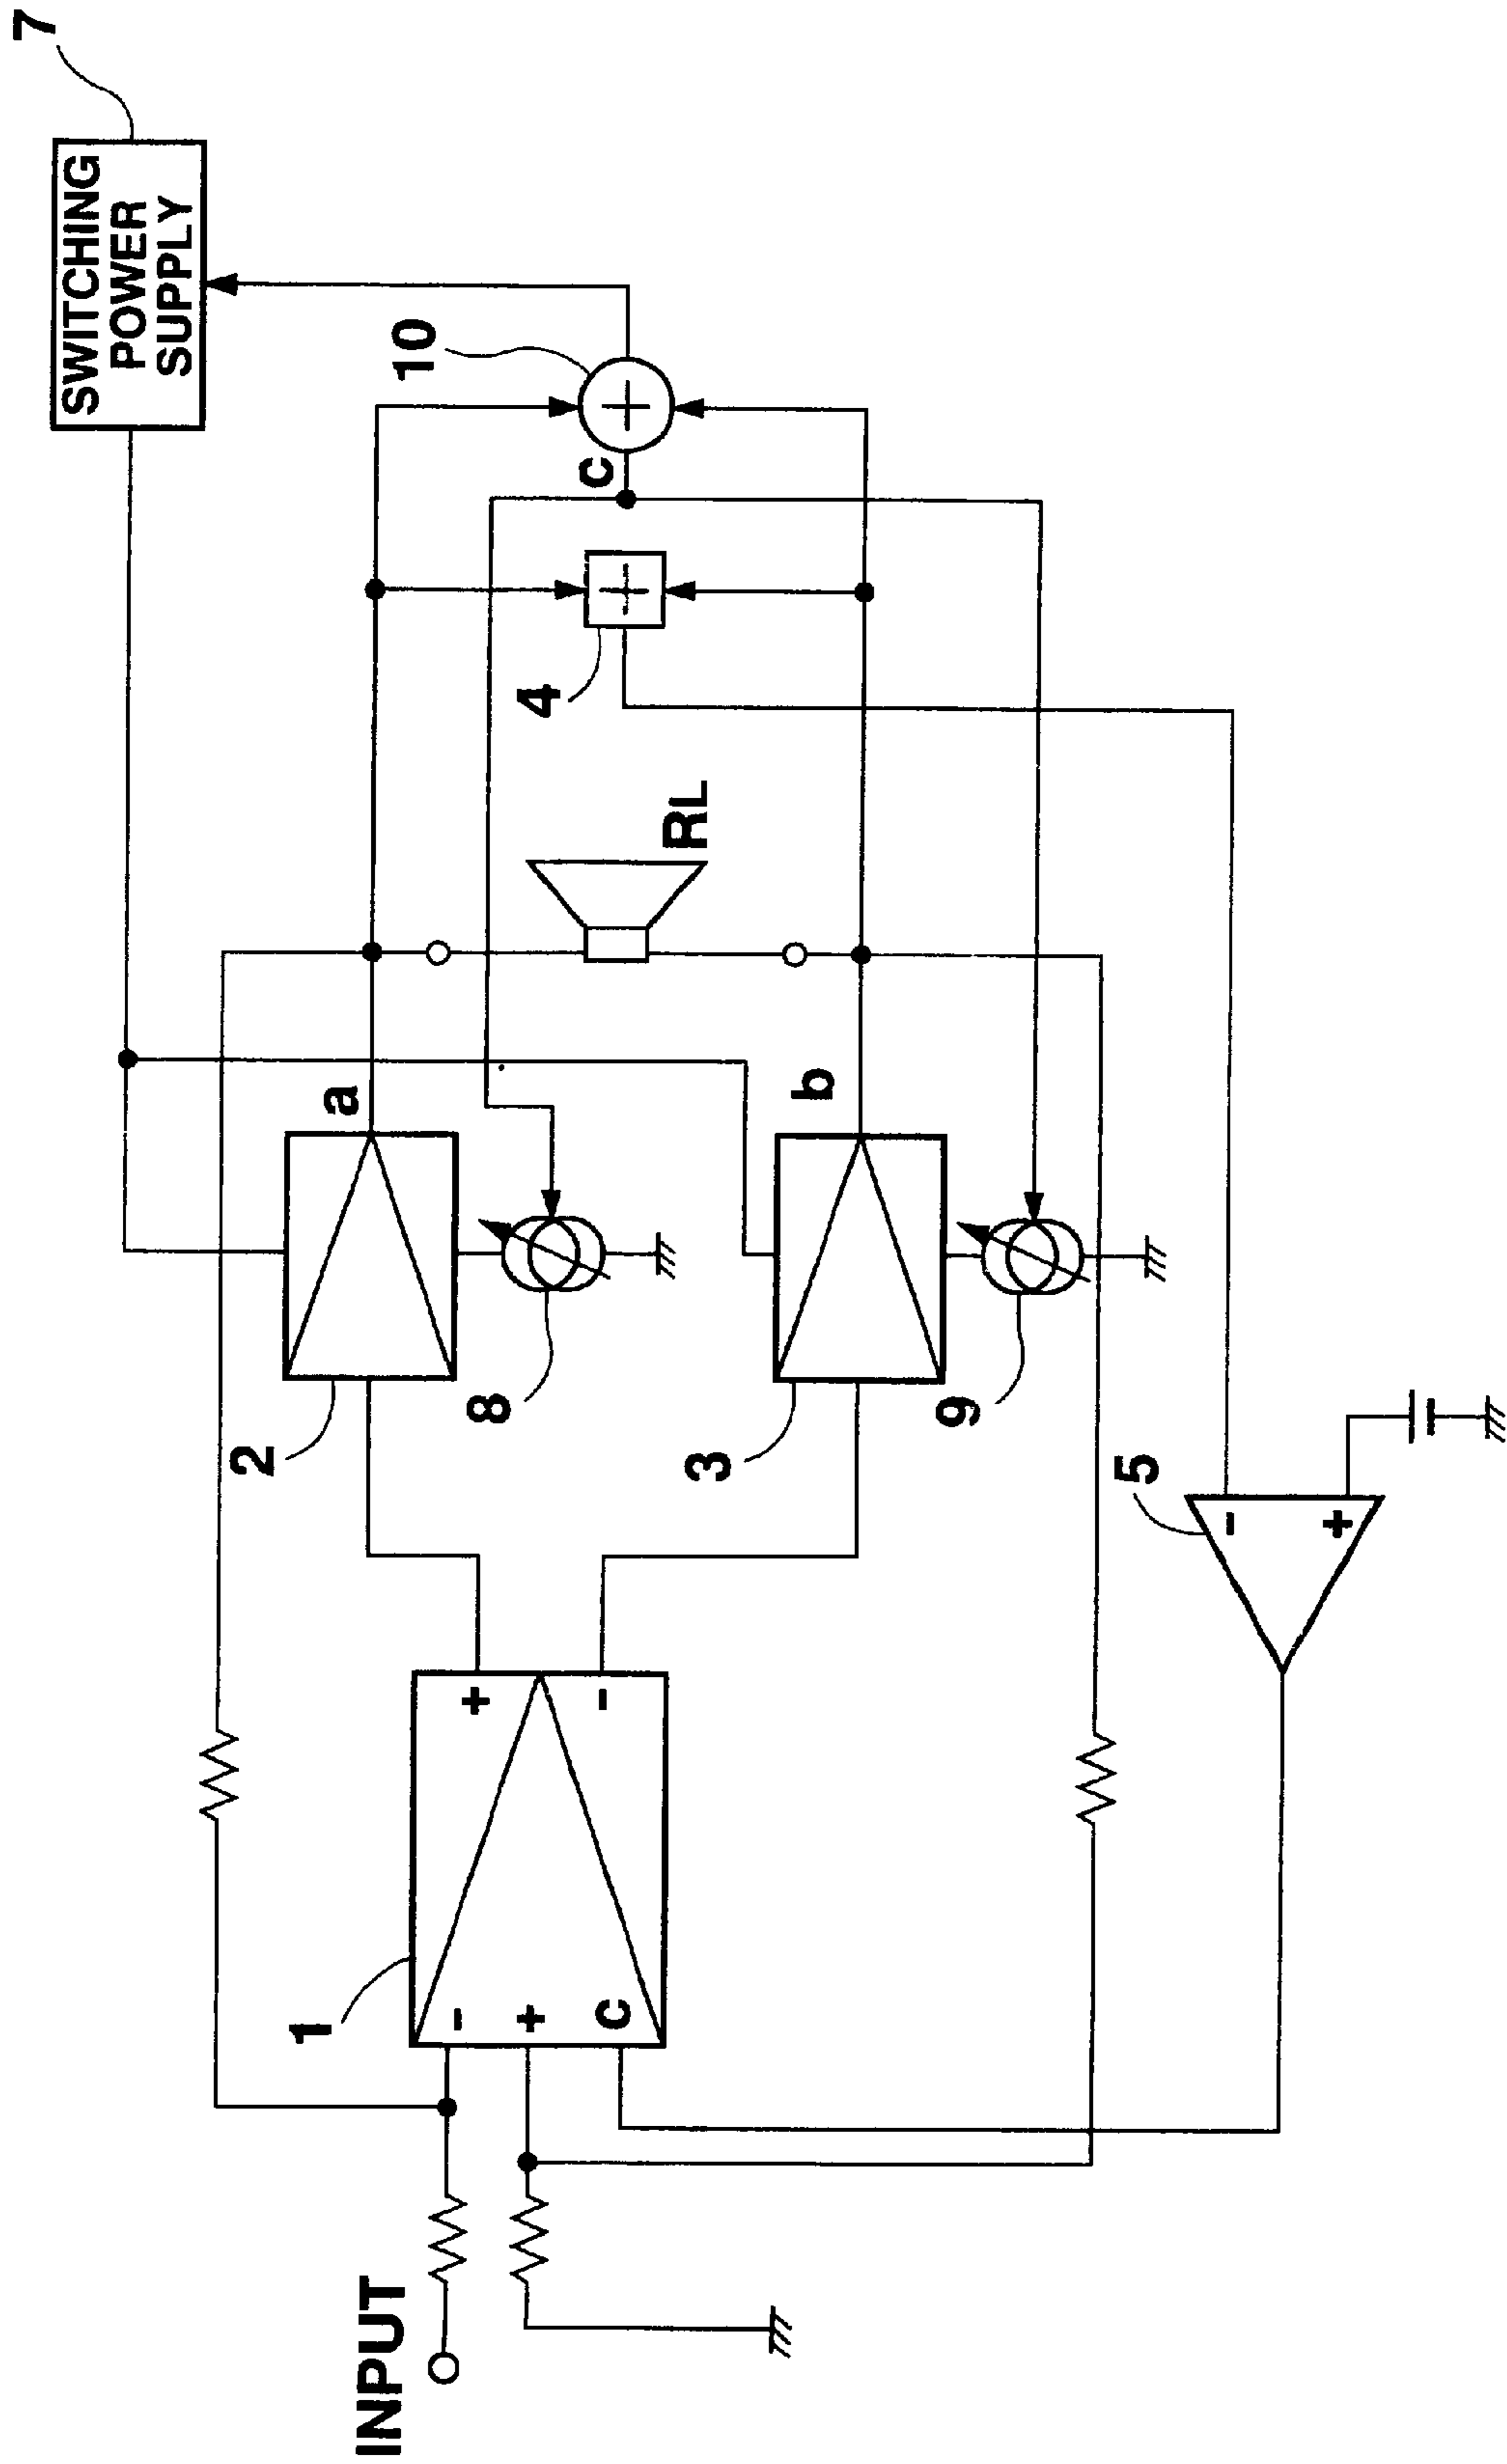 7
SWITCHING
POWER
SUPPLY
2
a
1
INPUT
10
-
+
8
+
4
c
-
c
+
+
RL
3
b
9
5
-
+